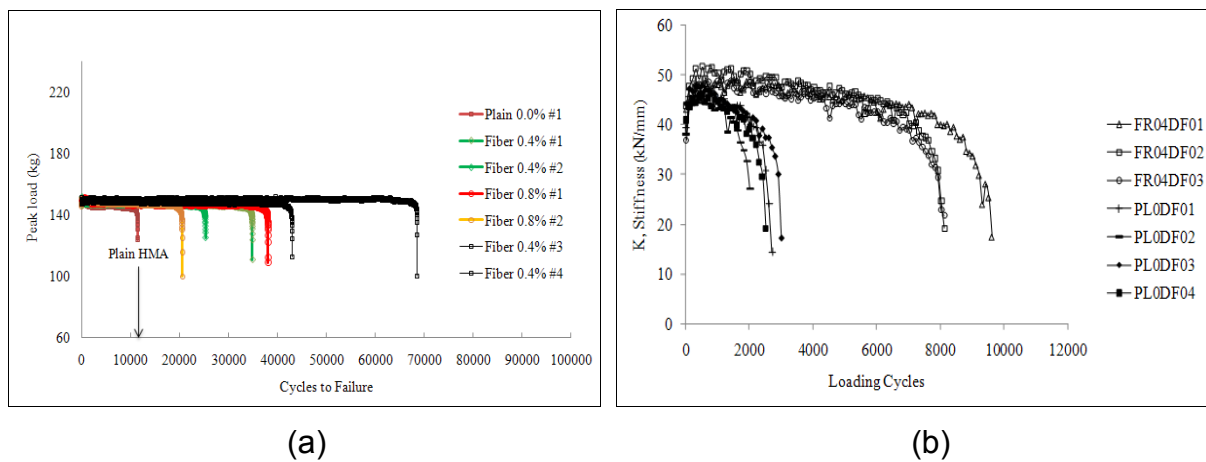 220
180
140
100
60
Peak load (kg)
Plain HMA
0 10000 20000 30000 40000 50000 60000 70000 80000 90000 100000
Cycles to Failure
Plain 0.0% #1
Fiber 0.4% #1
Fiber 0.4% #2
Fiber 0.8% #1
Fiber 0.8% #2
Fiber 0.4% #3
Fiber 0.4% #4
(a)
60
50
40
30
20
10
0
K, Stiffness (kN/mm)
0 2000 4000 6000 8000 10000 12000
Loading Cycles
FR04DF01
FR04DF02
FR04DF03
PL0DF01
PL0DF02
PL0DF03
PL0DF04
(b)